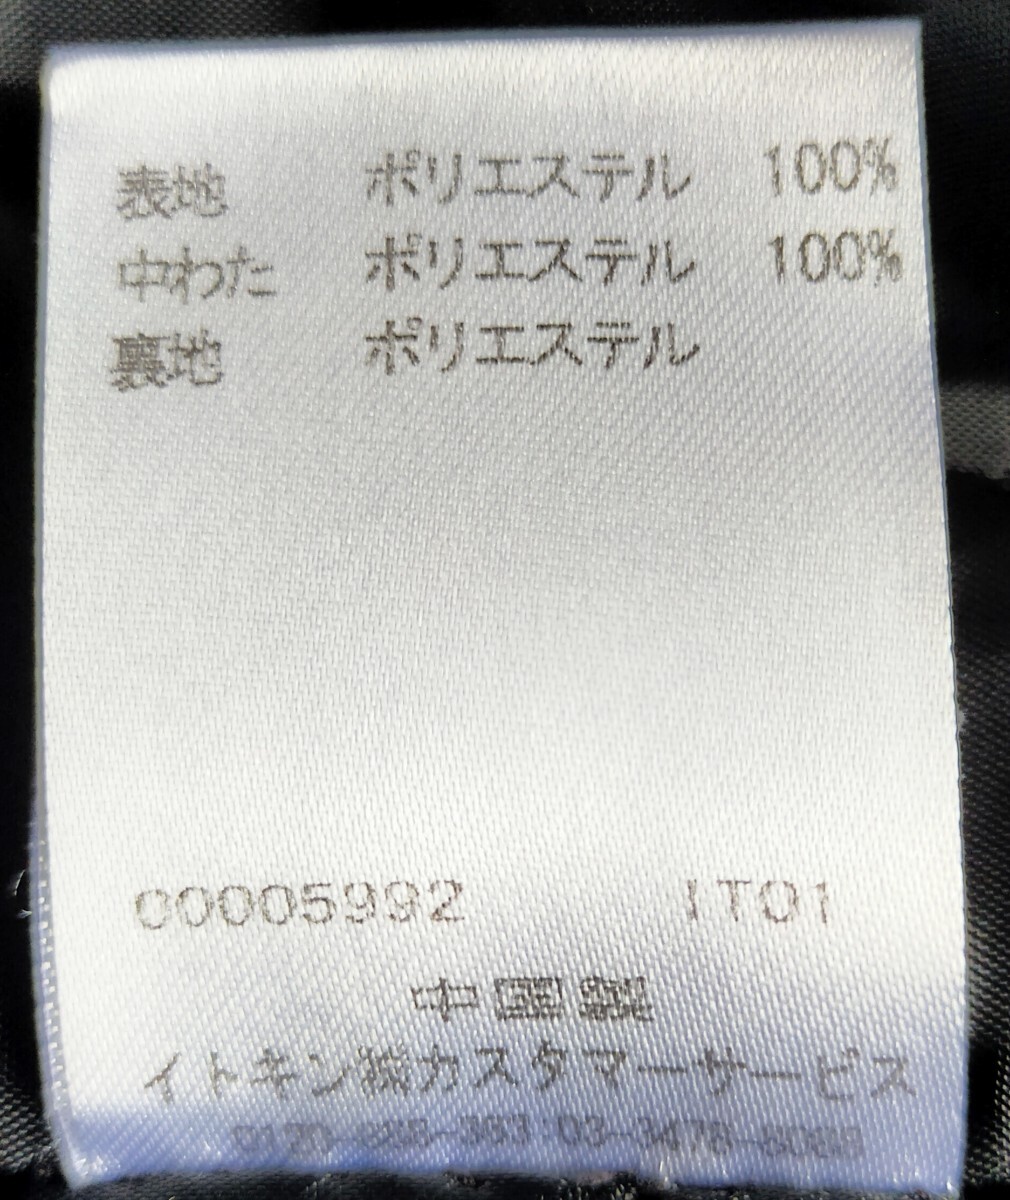 表地 ポリエステル 100%
中わた ポリエステル 100%
裏地 ポリエステル
00005992 IT01
中国製
イトキン㈱カスタマーサービス